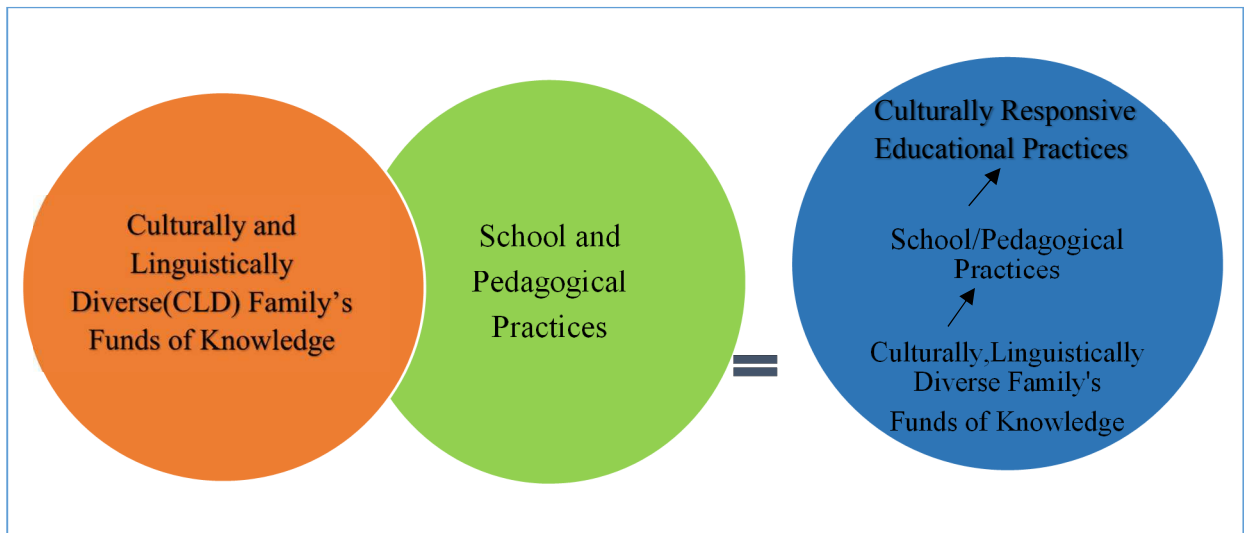 Culturally and
Linguistically
Diverse(CLD) Family’s
Funds of Knowledge
School and
Pedagogical
Practices
=
Culturally Responsive
Educational Practices
School/Pedagogical
Practices
Culturally,Linguistically
Diverse Family's
Funds of Knowledge